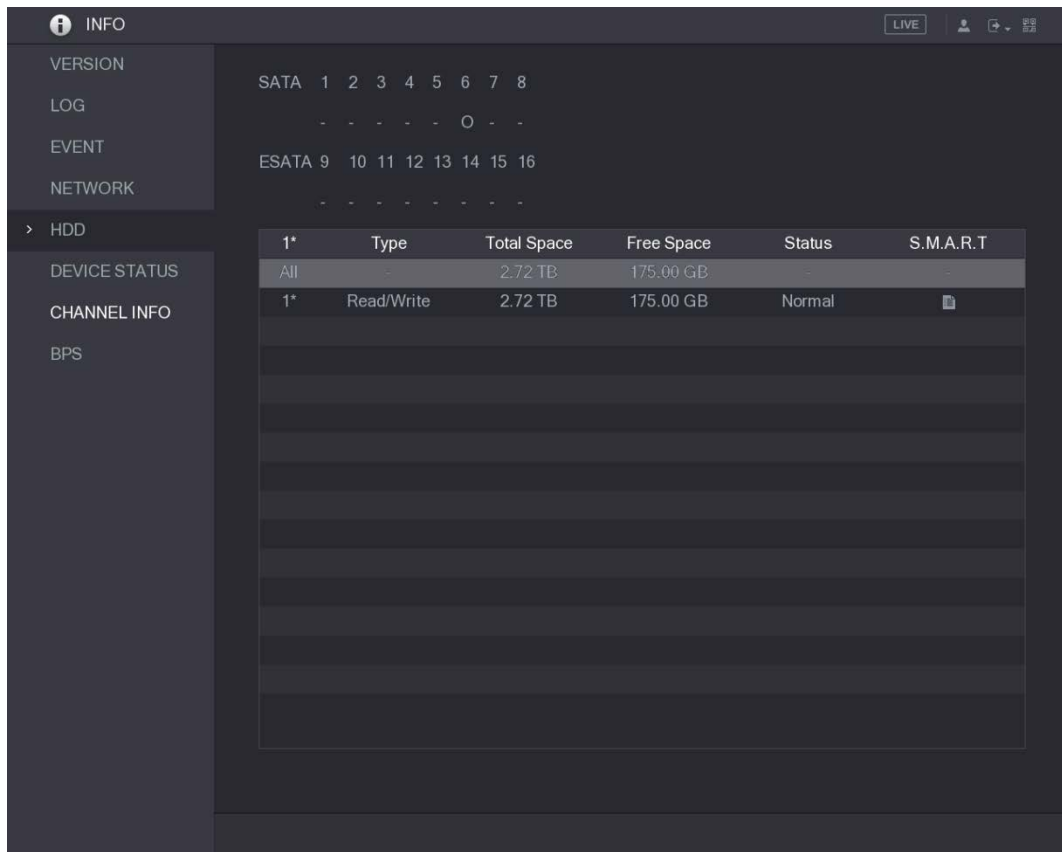 INFO LIVE
VERSION
LOG
EVENT
NETWORK
HDD
DEVICE STATUS
CHANNEL INFO
BPS
SATA 1 2 3 4 5 6 7 8
- - - - - O - -
ESATA 9 10 11 12 13 14 15 16
- - - - - - - -
1* Type Total Space Free Space Status S.M.A.R.T
All - 2.72 TB 175.00 GB - -
1* Read/Write 2.72 TB 175.00 GB Normal